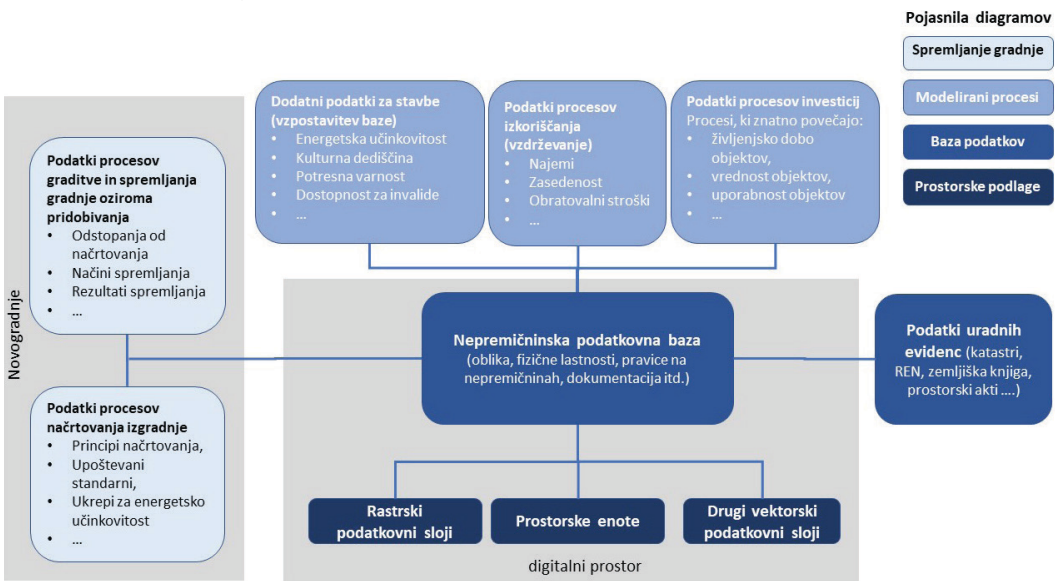 Pojasnila diagramov
Spremljanje gradnje
Modelirani procesi
Baza podatkov
Prostorske podlage
Novogradnje
Podatki procesov
graditve in spremljanja
gradnje oziroma
pridobivanja
• Odstopanja od
načrtovanja
• Načini spremljanja
• Rezultati spremljanja
• ...
Podatki procesov
načrtovanja izgradnje
• Principi načrtovanja,
• Upoštevani
standarni,
• Ukrepi za energetsko
učinkovitost
• ...
Dodatni podatki za stavbe
(vzpostavitev baze)
• Energetska učinkovitost
• Kulturna dediščina
• Potresna varnost
• Dostopnost za invalide
• ...
Podatki procesov
izkoriščanja
(vzdrževanje)
• Najemi
• Zasedenost
• Obratovalni stroški
• ...
Podatki procesov investicij
Procesi, ki znatno povečajo:
• življenjsko dobo
objektov,
• vrednost objektov,
• uporabnost objektov
• ...
Nepremičninska podatkovna baza
(oblika, fizične lastnosti, pravice na
nepremičninah, dokumentacija itd.)
Podatki uradnih
evidenc (katastri,
REN, zemljiška knjiga,
prostorski akti ....)
Rastrski
podatkovni sloji
Prostorske enote
Drugi vektorski
podatkovni sloji
digitalni prostor